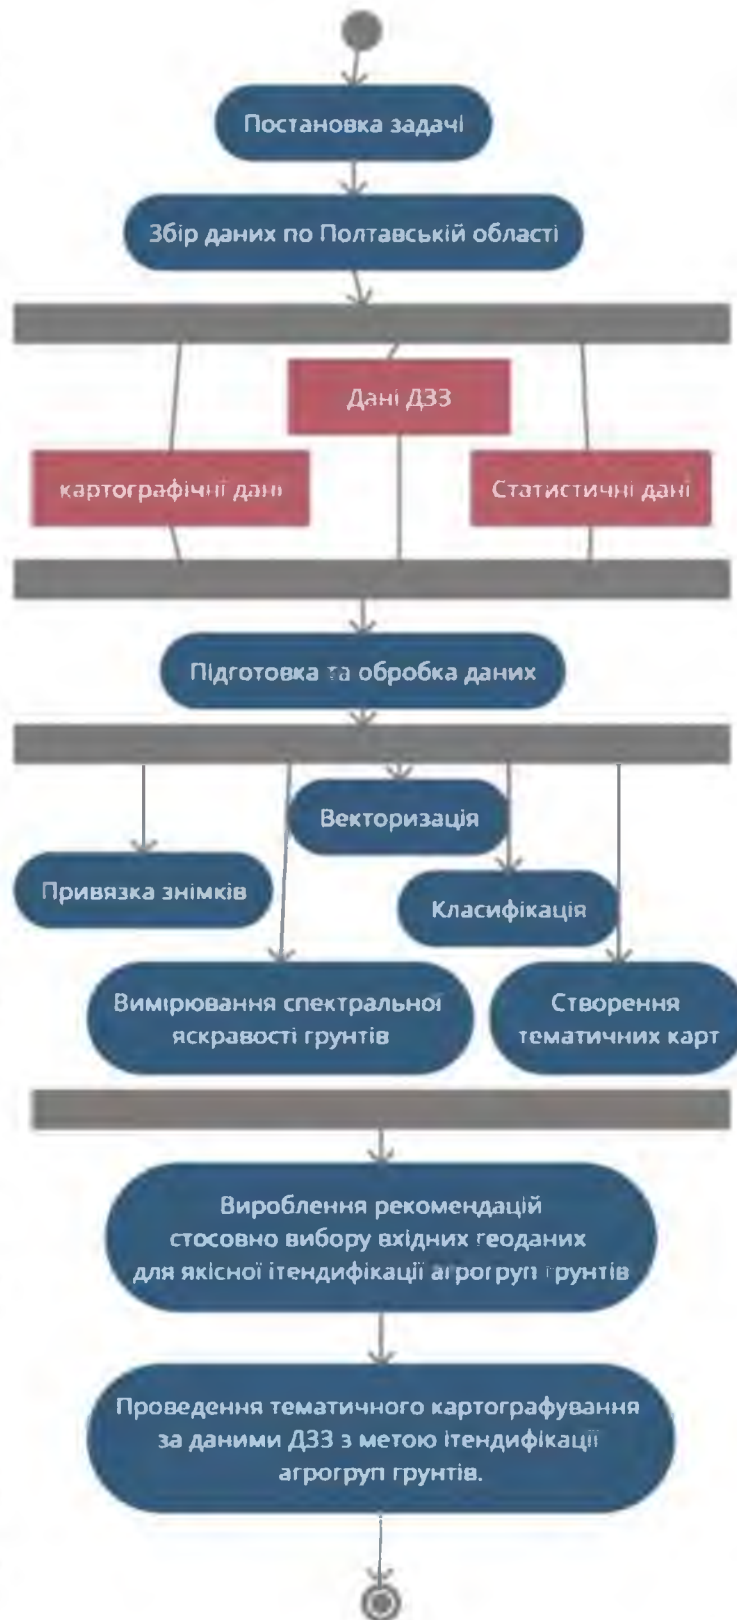 Постановка задачі
Збір даних по Полтавській області
Дані ДЗЗ
картографічні дані
Статистичні дані
Підготовка та обробка даних
Векторизація
Привязка знімків
Класифікація
Вимірювання спектральної
яскравості грунтів
Створення
тематичних карт
Вироблення рекомендацій
стосовно вибору вхідних геоданих
для якісної ітендифікації агрогруп грунтів
Проведення тематичного картографування
за даними ДЗЗ з метою ітендифікації
агрогруп грунтів.